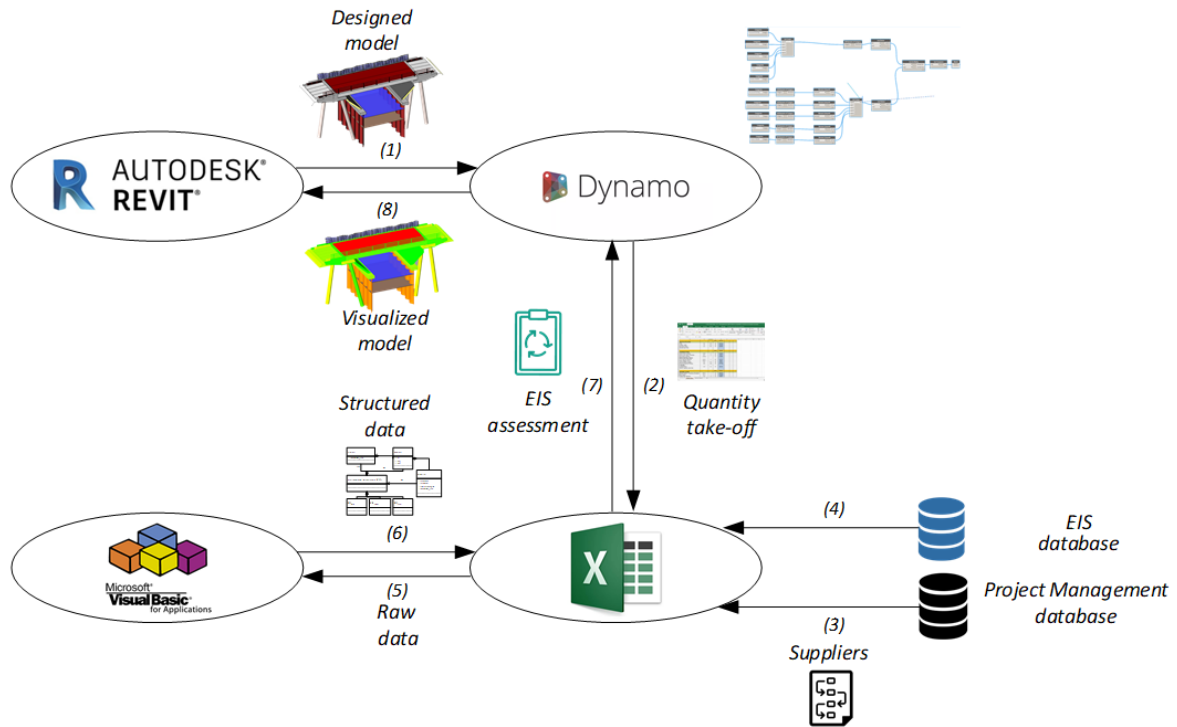 Designed
model
(1)
AUTODESK®
REVIT®
Dynamo
(8)
Visualized
model
EIS
assessment
(7)
(2)
Quantity
take-off
Structured
data
(6)
(4)
EIS
database
Microsoft®
Visual Basic®
for Applications
X
(5)
Raw
data
Project Management
database
(3)
Suppliers